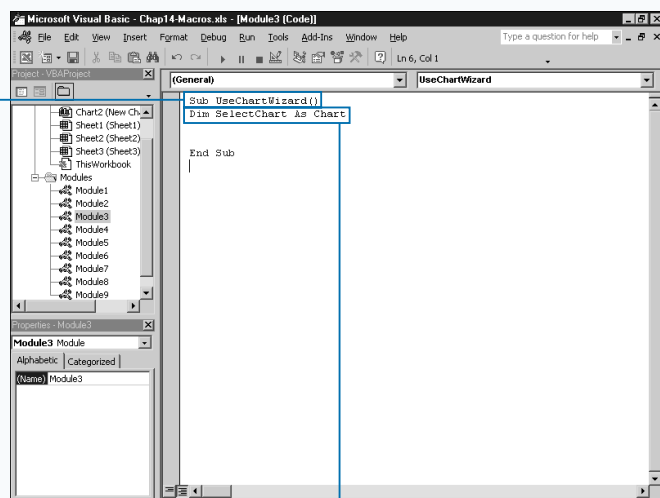 Microsoft Visual Basic - Chap14-Macros.xls - [Module3 (Code)]
File Edit View Insert Format Debug Run Tools Add-Ins Window Help
Type a question for help
Ln 6, Col 1
Project - VBAProject
(General)
UseChartWizard
Chart2 (New Ch
Sheet1 (Sheet1)
Sheet2 (Sheet2)
Sheet3 (Sheet3)
ThisWorkbook
Modules
Module1
Module2
Module3
Module4
Module5
Module6
Module7
Module8
Module9
Sub UseChartWizard()
Dim SelectChart As Chart
End Sub
Properties - Module3
Module3 Module
Alphabetic Categorized
(Name) Module3